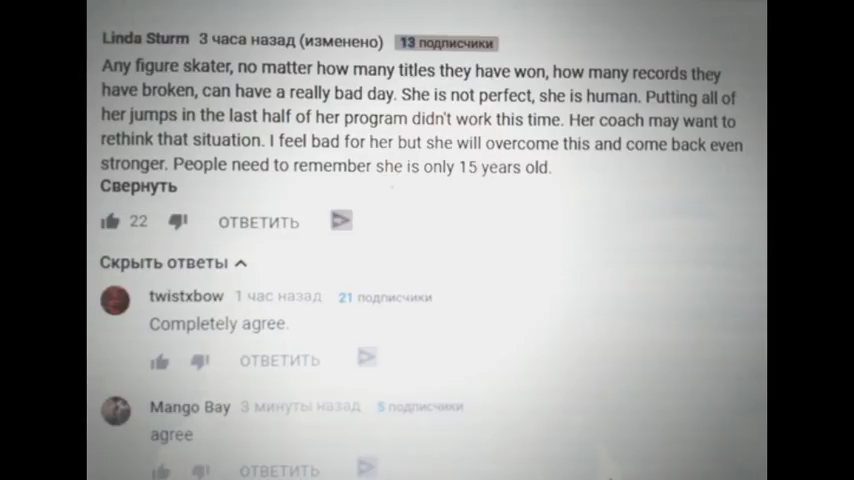 Linda Sturm 3 часа назад (изменено) 13 подписчики
Any figure skater, no matter how many titles they have won, how many records they
have broken, can have a really bad day. She is not perfect, she is human. Putting all of
her jumps in the last half of her program didn't work this time. Her coach may want to
rethink that situation. I feel bad for her but she will overcome this and come back even
stronger. People need to remember she is only 15 years old.
Свернуть
22 ОТВЕТИТЬ
Скрыть ответы
twistxbow 1 час назад 21 подписчики
Completely agree.
ОТВЕТИТЬ
Mango Bay 3 минуты назад 5 подписчики
agree
ОТВЕТИТЬ